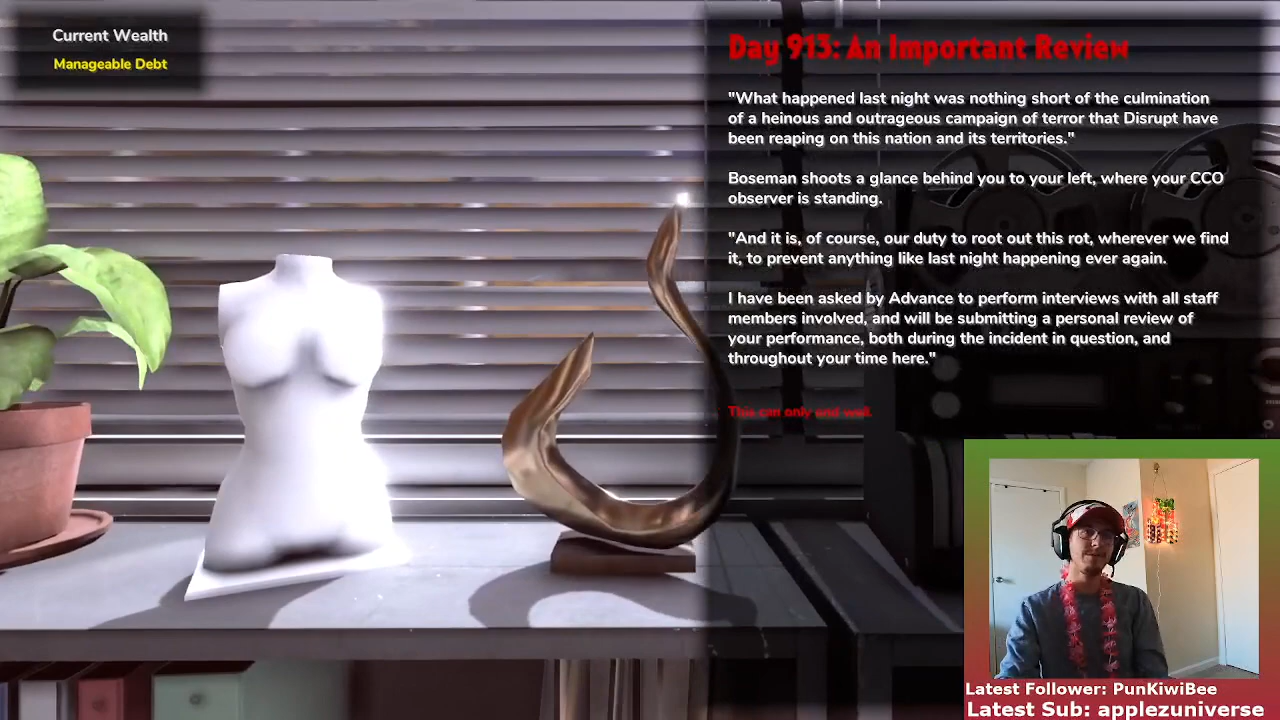 Current Wealth
Manageable Debt
Day 913: An Important Review
"What happened last night was nothing short of the culmination
of a heinous and outrageous campaign of terror that Disrupt have
been reaping on this nation and its territories."
Boseman shoots a glance behind you to your left, where your CCO
observer is standing.
"And it is, of course, our duty to root out this rot, wherever we find
it, to prevent anything like last night happening ever again.
I have been asked by Advance to perform interviews with all staff
members involved, and will be submitting a personal review of
your performance, both during the incident in question, and
throughout your time here."
This can only end well.
Latest Follower: PunKiwiBee
Latest Sub: applezuniverse